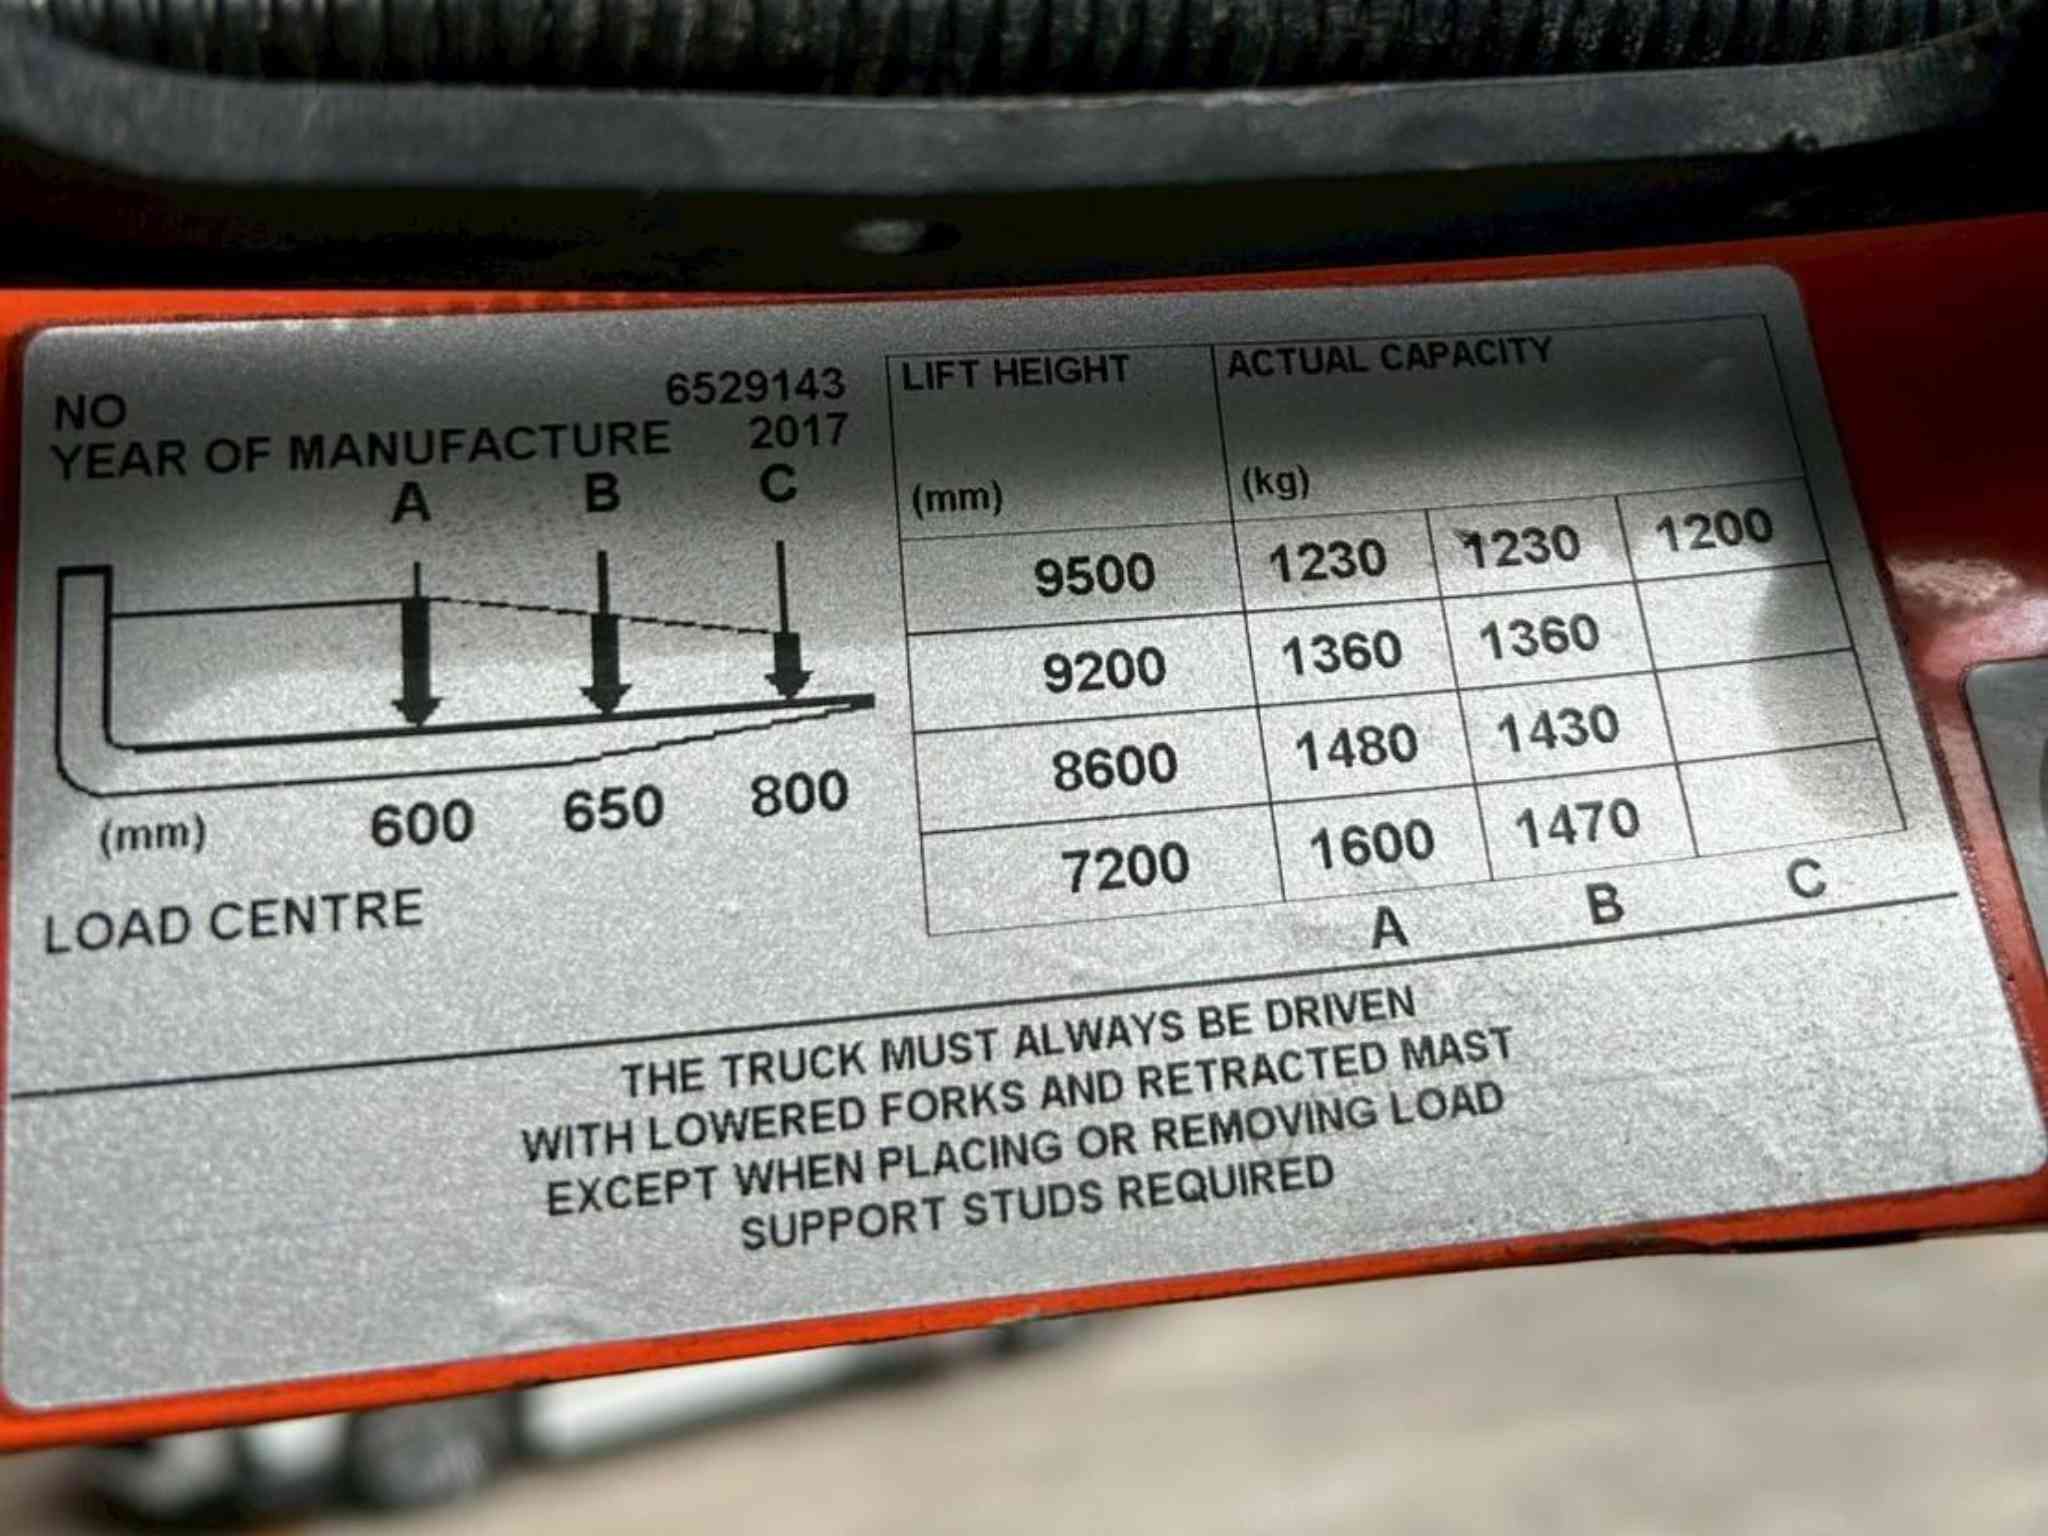 NO 6529143
YEAR OF MANUFACTURE 2017
A B C
(mm) 600 650 800
LOAD CENTRE
LIFT HEIGHT ACTUAL CAPACITY
(mm) (kg)
9500 1230 1230 1200
9200 1360 1360
8600 1480 1430
7200 1600 1470
A B C
THE TRUCK MUST ALWAYS BE DRIVEN
WITH LOWERED FORKS AND RETRACTED MAST
EXCEPT WHEN PLACING OR REMOVING LOAD
SUPPORT STUDS REQUIRED